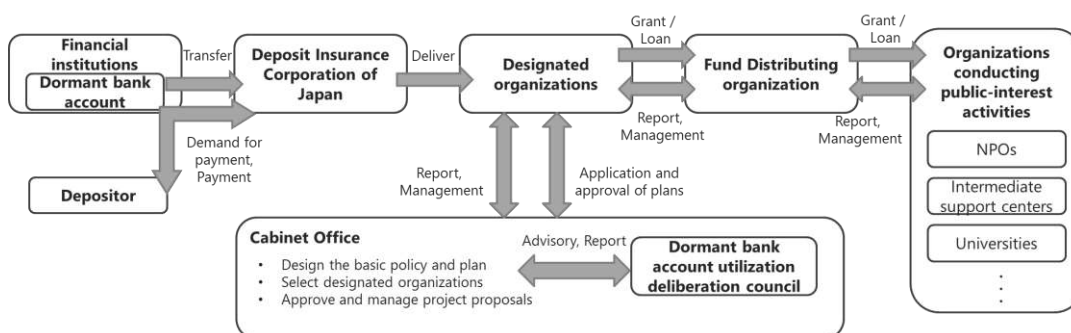 Financial
institutions
Dormant bank
account
Transfer
Deposit Insurance
Corporation of
Japan
Deliver
Designated
organizations
Grant /
Loan
Report,
Management
Fund Distributing
organization
Grant /
Loan
Report,
Management
Organizations
conducting
public-interest
activities
NPOs
Intermediate
support centers
Universities
Demand for
payment,
Payment
Depositor
Report,
Management
Application and
approval of plans
Cabinet Office
• Design the basic policy and plan
• Select designated organizations
• Approve and manage project proposals
Advisory, Report
Dormant bank
account utilization
deliberation council